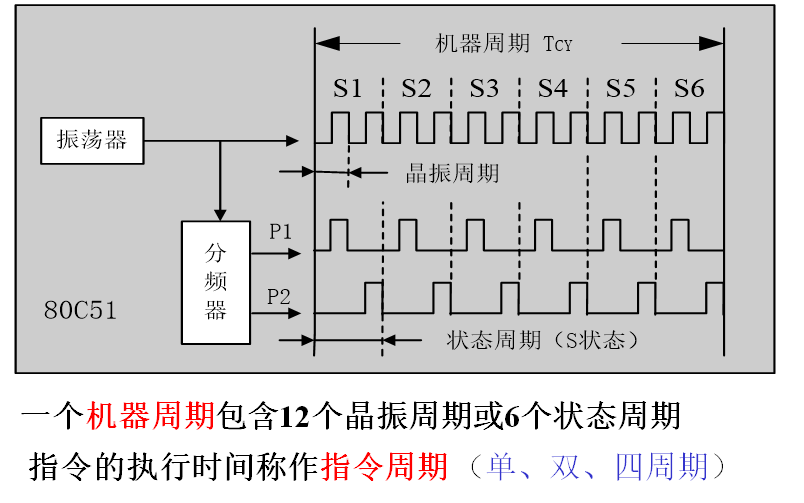 机器周期 TCY
S1 S2 S3 S4 S5 S6
振荡器
晶振周期
P1
分频器
P2
80C51
状态周期（S状态）
一个机器周期包含12个晶振周期或6个状态周期
指令的执行时间称作指令周期（单、双、四周期）